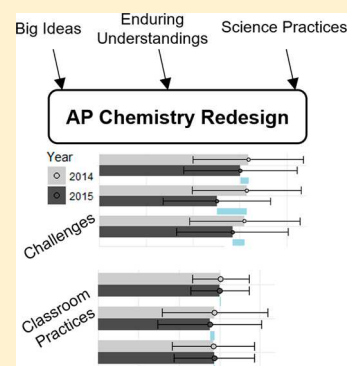 Big Ideas
Enduring
Understandings
Science Practices
AP Chemistry Redesign
Year
2014
2015
Challenges
Classroom
Practices